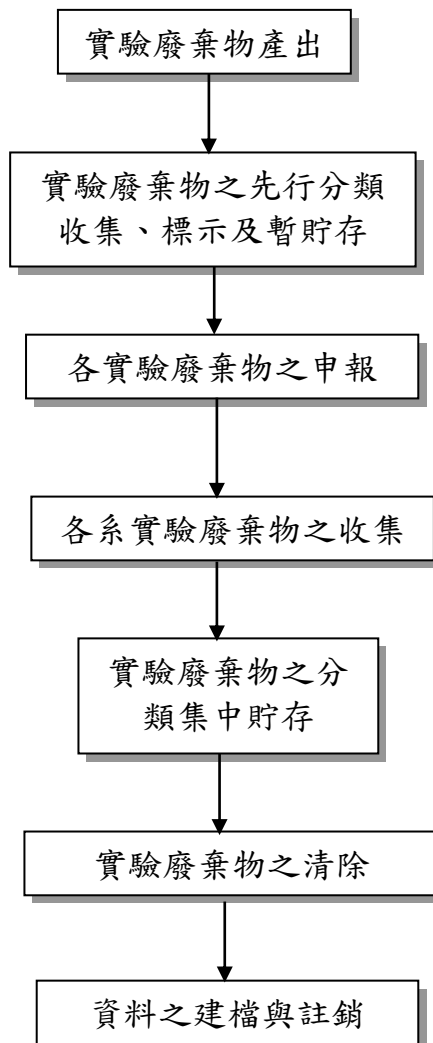 實驗廢棄物產出
實驗廢棄物之先行分類
收集、標示及暫貯存
各實驗廢棄物之申報
各系實驗廢棄物之收集
實驗廢棄物之分
類集中貯存
實驗廢棄物之清除
資料之建檔與註銷